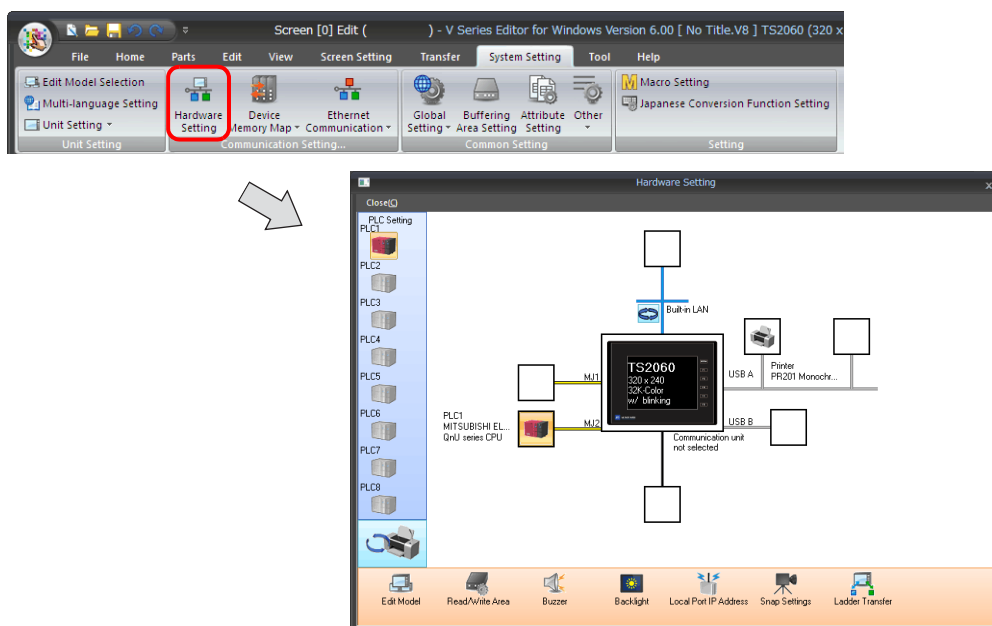 Screen [0] Edit ( ) - V Series Editor for Windows Version 6.00 [ No Title.V8 ] TS2060 (320 x
File Home Parts Edit View Screen Setting Transfer System Setting Tool Help
Edit Model Selection
Multi-language Setting
Unit Setting
Unit Setting
Hardware Setting
Device Memory Map
Ethernet Communication
Communication Setting...
Global Setting
Buffering Area Setting
Attribute Setting
Other
Common Setting
Macro Setting
Japanese Conversion Function Setting
Setting
Hardware Setting
x
Close(C)
PLC Setting
PLC1
PLC2
PLC3
PLC4
PLC5
PLC6
PLC7
PLC8
Built-in LAN
TS2060
320 x 240
32K-Color
w/ blinking
MJ1
MJ2
PLC1
MITSUBISHI EL...
QnU series CPU
USB A
Printer
PR201 Monochr...
USB B
Communication unit
not selected
Edit Model
Read/Write Area
Buzzer
Backlight
Local Port IP Address
Snap Settings
Ladder Transfer